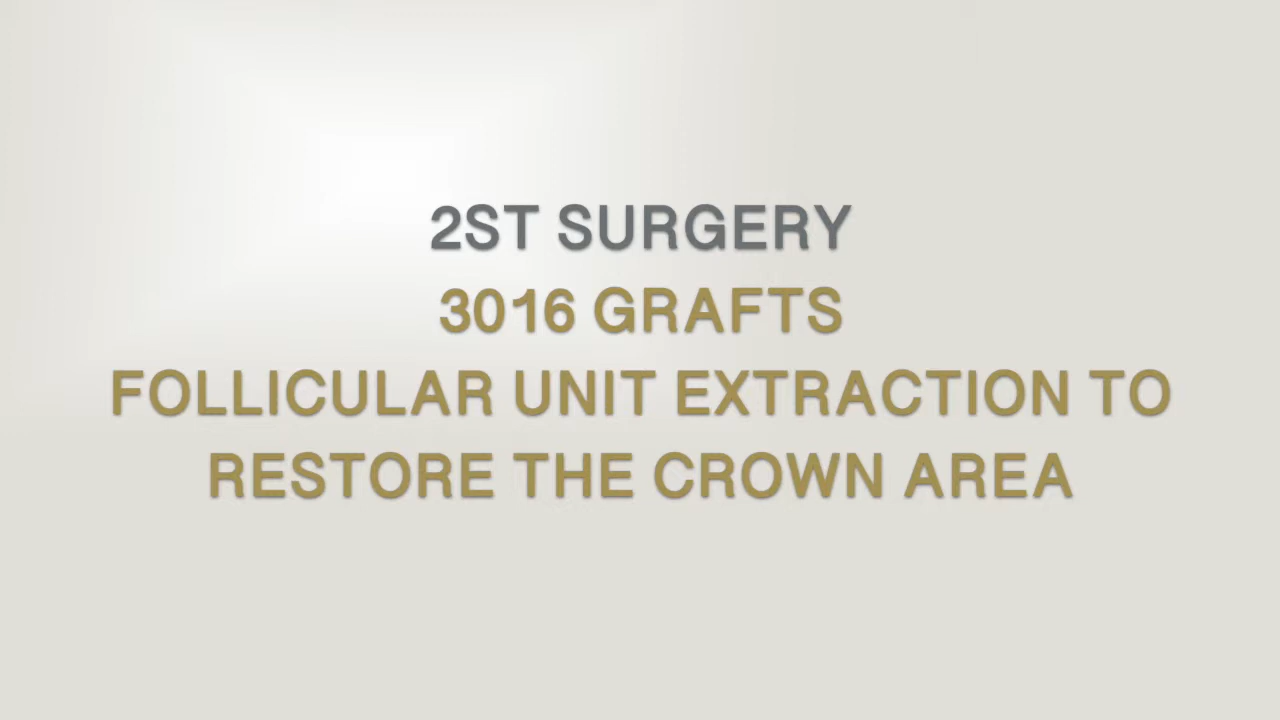 2ST SURGERY
3016 GRAFTS
FOLLICULAR UNIT EXTRACTION TO
RESTORE THE CROWN AREA